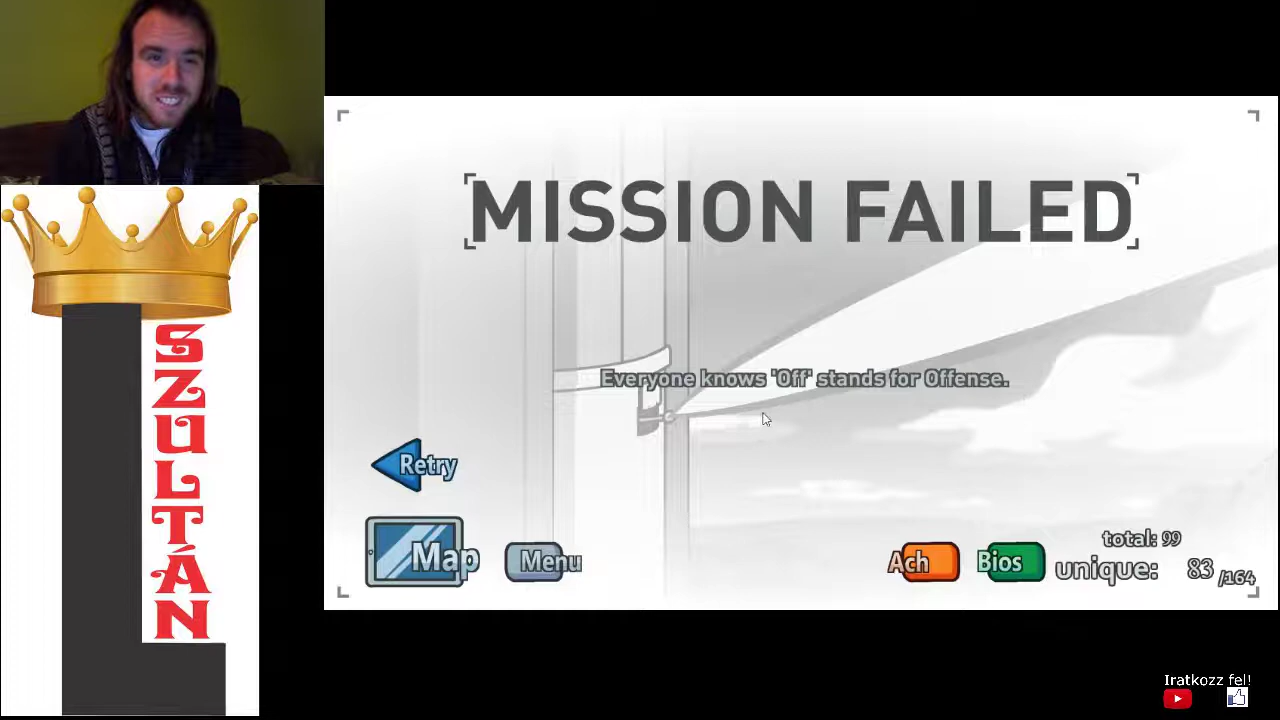 SZULTÁN
MISSION FAILED
Everyone knows 'Off' stands for Offense.
Retry
Map
Menu
Ach
Bios
total: 99
unique: 83 /164
Iratkozz fel!